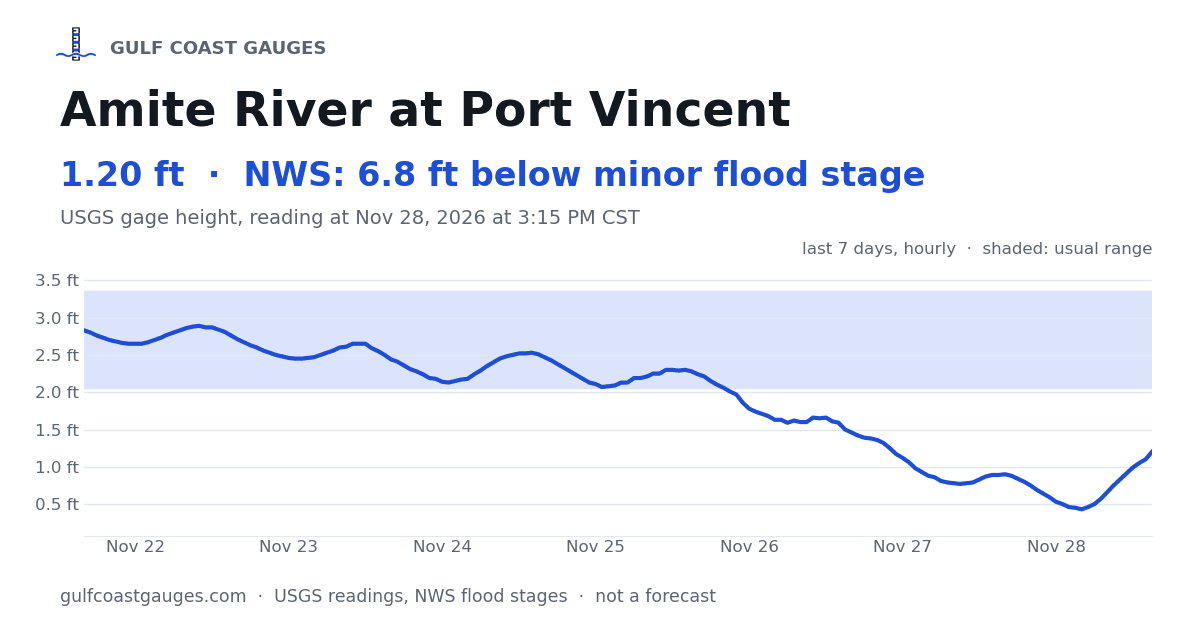 GULF COAST GAUGES
Amite River at Port Vincent
1.20 ft · NWS: 6.8 ft below minor flood stage
USGS gage height, reading at Nov 28, 2026 at 3:15 PM CST
last 7 days, hourly · shaded: usual range
3.5 ft
3.0 ft
2.5 ft
2.0 ft
1.5 ft
1.0 ft
0.5 ft
Nov 22 Nov 23 Nov 24 Nov 25 Nov 26 Nov 27 Nov 28
gulfcoastgauges.com · USGS readings, NWS flood stages · not a forecast